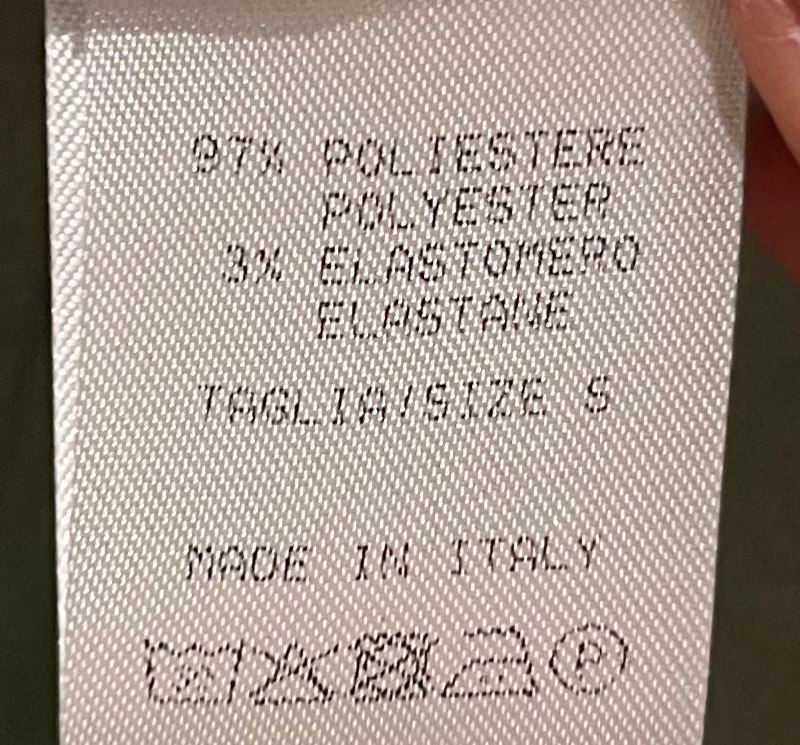 97% POLIESTERE
POLYESTER
3% ELASTOMERO
ELASTANE
TAGLIA/SIZE S
MADE IN ITALY
P